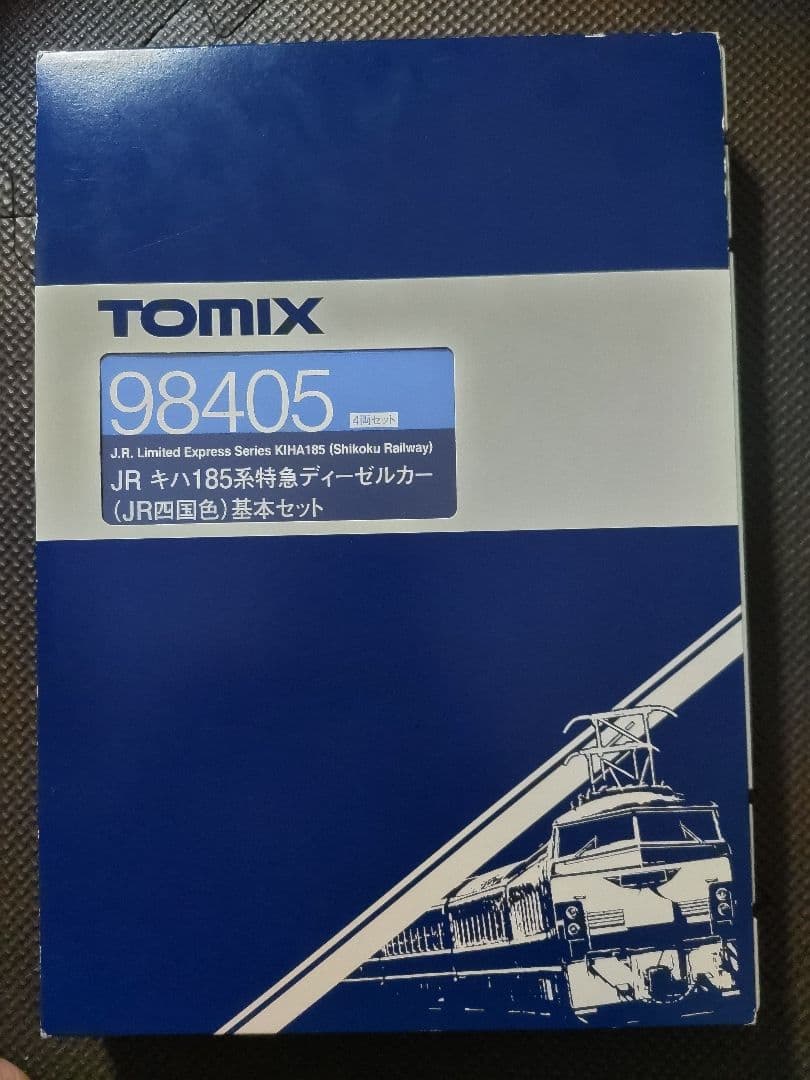 TOMIX
98405 4両セット
J.R. Limited Express Series KIHA185 (Shikoku Railway)
JR キハ185系特急ディーゼルカー
(JR四国色)基本セット